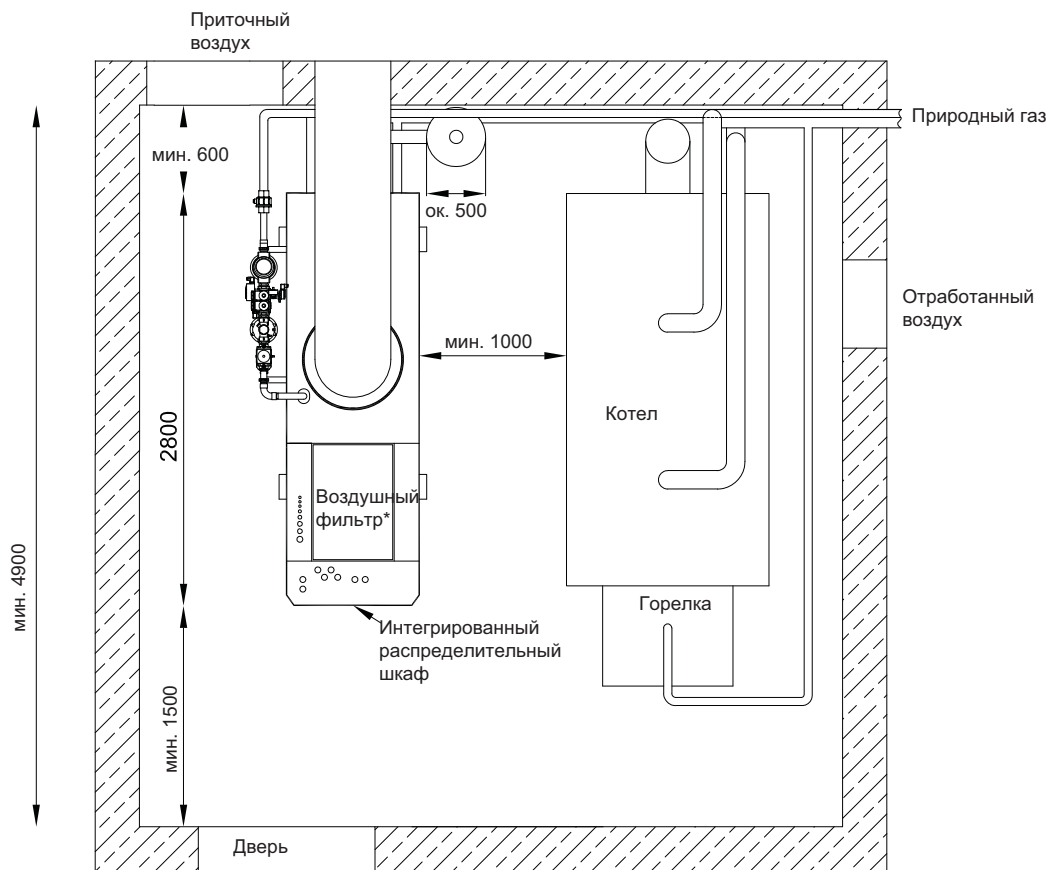 Приточный
воздух
Природный газ
мин. 600
ок. 500
Отработанный
воздух
мин. 1000
Котел
2800
Воздушный
фильтр*
мин. 4900
Горелка
Интегрированный
распределительный
шкаф
мин. 1500
Дверь